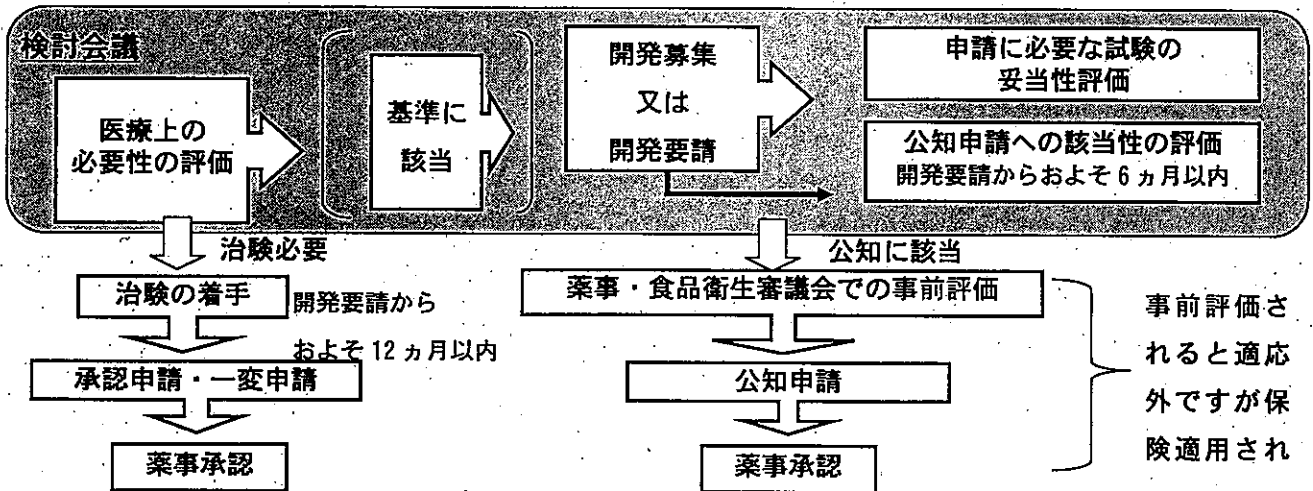 検討会議
医療上の
必要性の評価
基準に
該当
開発募集
又は
開発要請
申請に必要な試験の
妥当性評価
公知申請への該当性の評価
開発要請からおよそ6ヵ月以内
治験必要
治験の着手
開発要請から
およそ12ヵ月以内
承認申請・一変申請
薬事承認
公知に該当
薬事・食品衛生審議会での事前評価
公知申請
薬事承認
事前評価さ
れると適応
外ですが保
険適用され